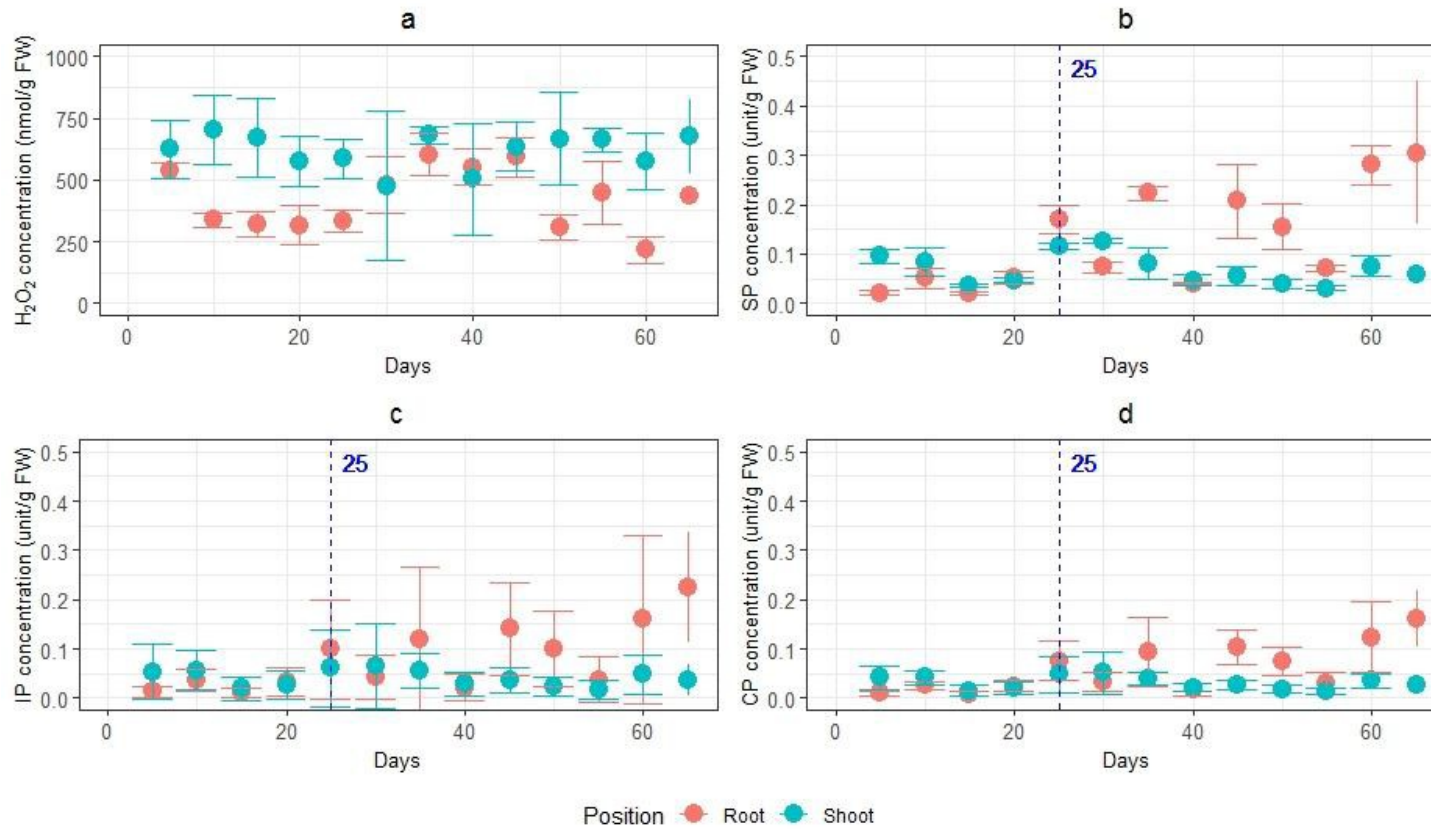 a
H₂O₂ concentration (nmol/g FW)
1000
750
500
250
0
0 20 40 60
Days
b
SP concentration (unit/g FW)
0.5
0.4
0.3
0.2
0.1
0.0
25
0 20 40 60
Days
c
IP concentration (unit/g FW)
0.5
0.4
0.3
0.2
0.1
0.0
25
0 20 40 60
Days
d
CP concentration (unit/g FW)
0.5
0.4
0.3
0.2
0.1
0.0
25
0 20 40 60
Days
Position Root Shoot